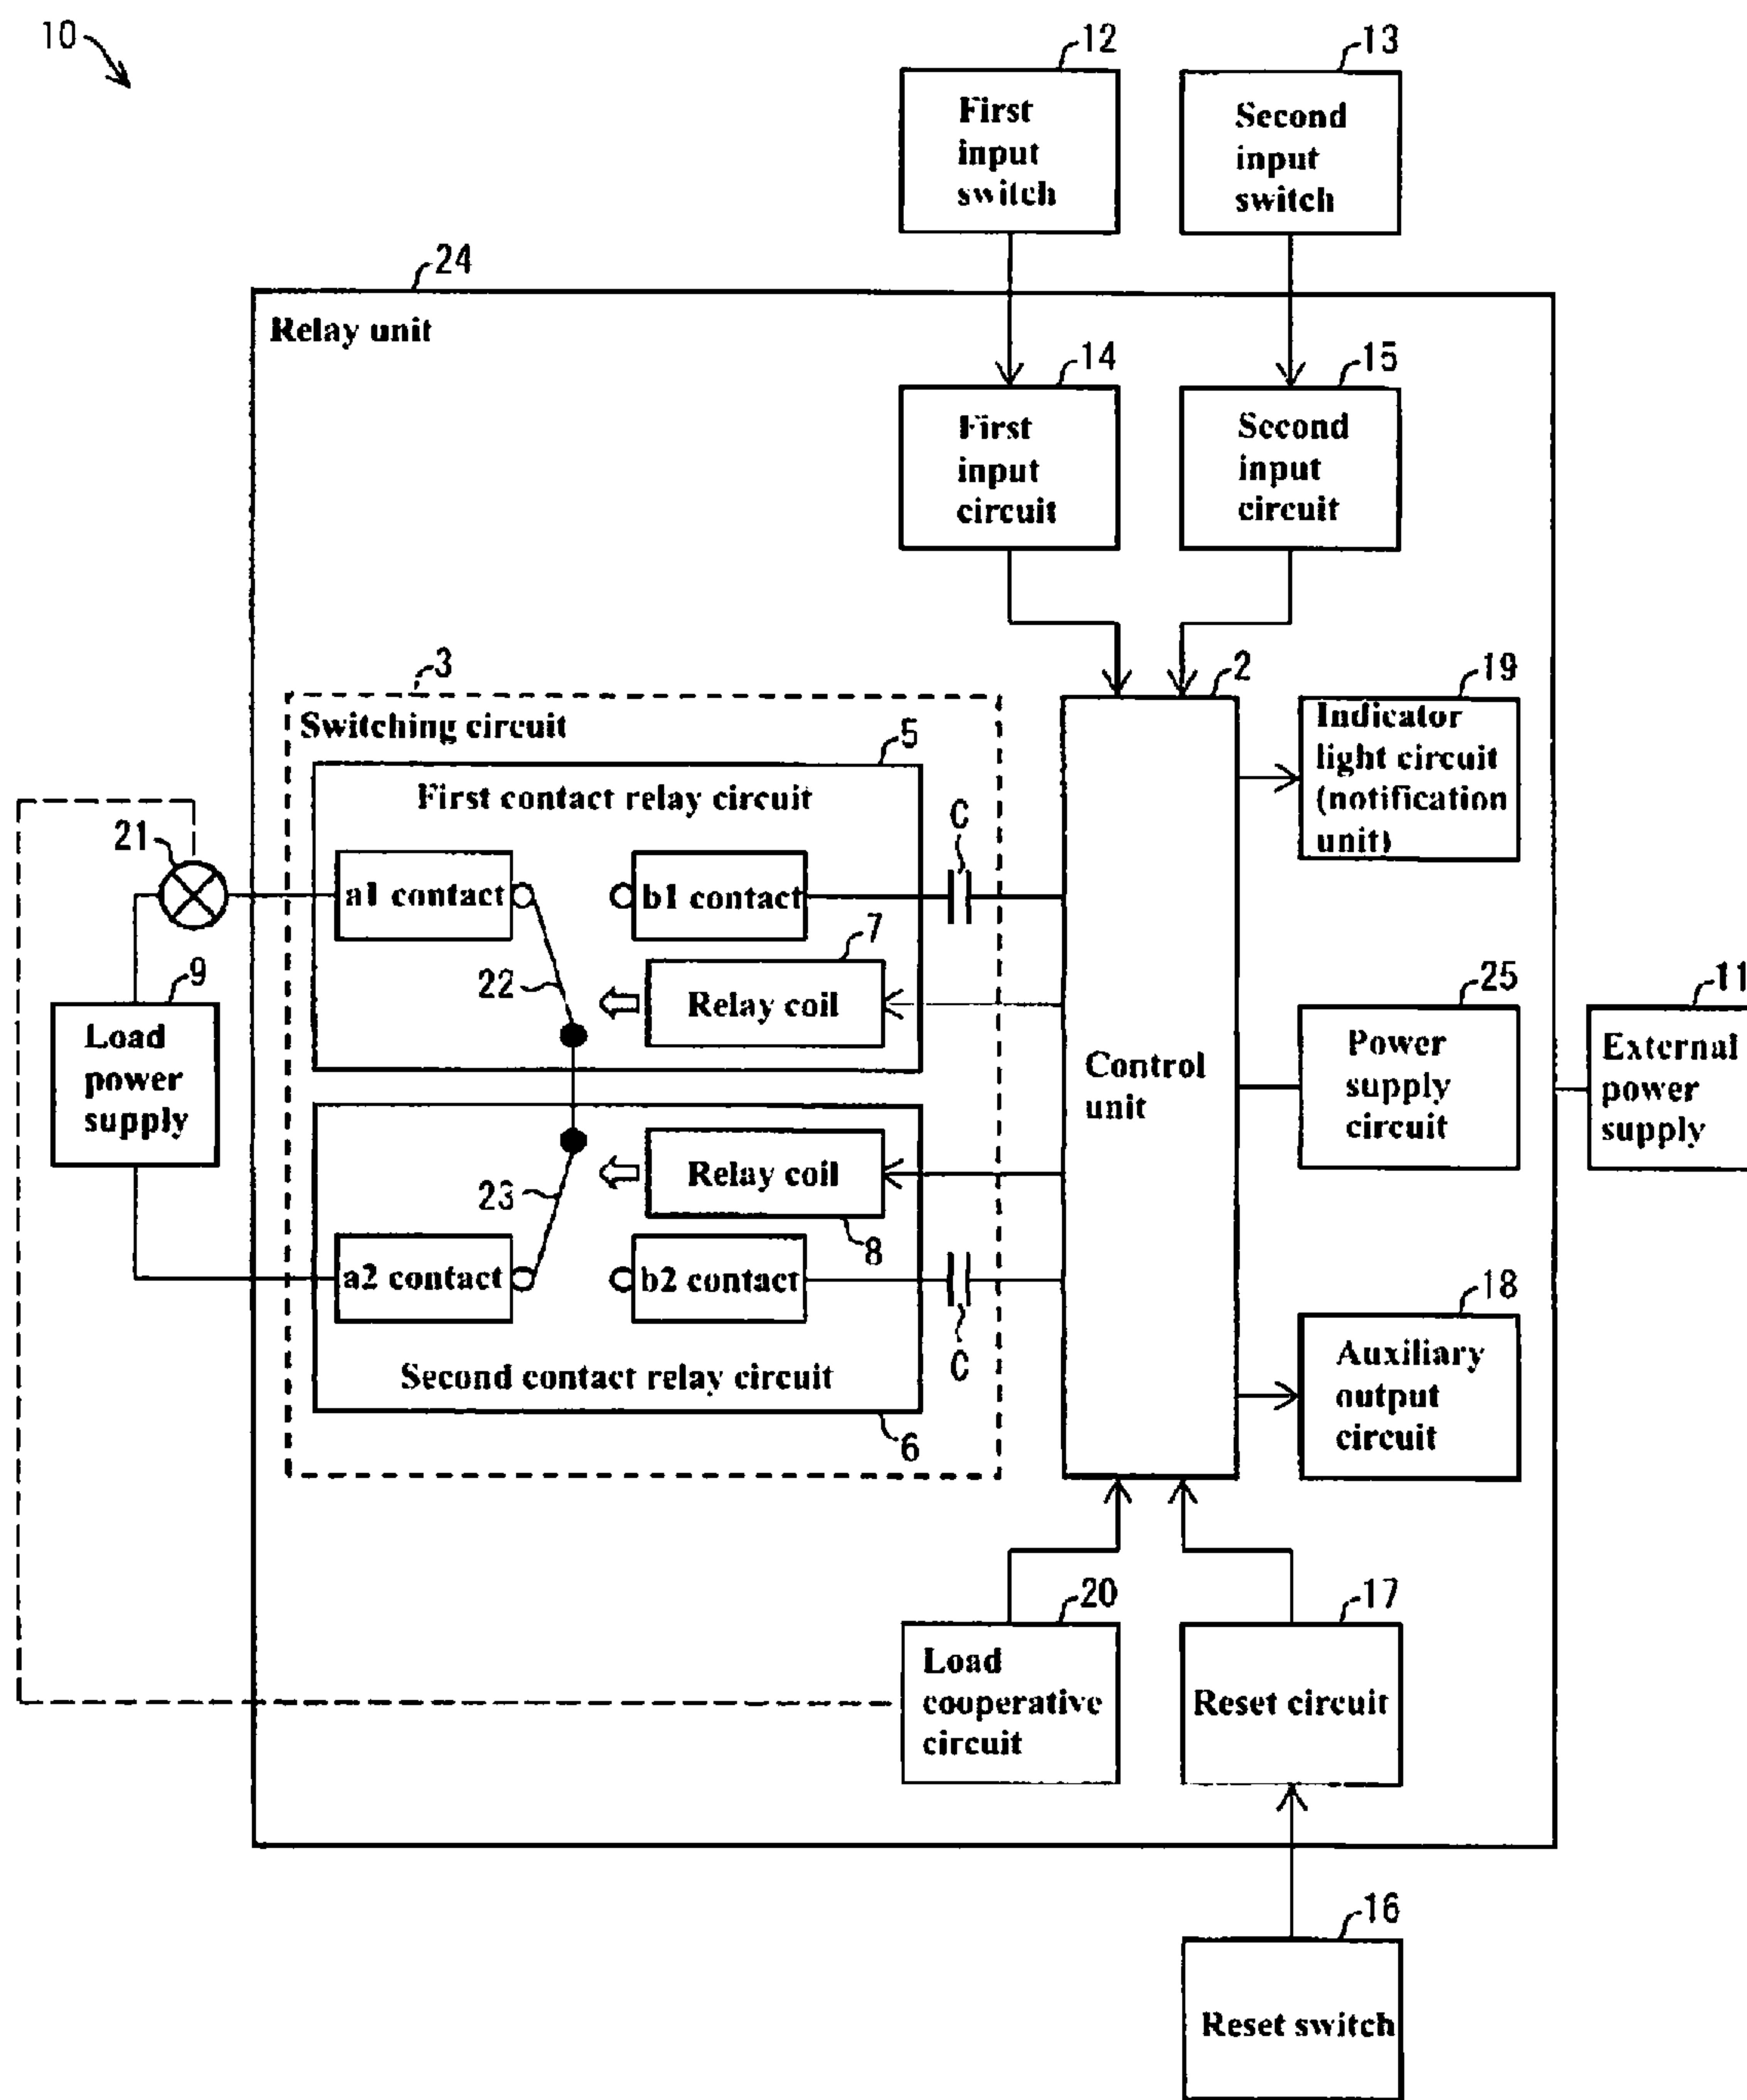 10
12
13
First
input
switch
Second
input
switch
24
Relay unit
14
15
First
input
circuit
Second
input
circuit
3
2
19
Switching circuit
5
Indicator
light circuit
(notification
unit)
First contact relay circuit
C
21
a1 contact
b1 contact
7
9
22
Relay coil
25
11
Load
power
supply
Control
unit
Power
supply
circuit
External
power
supply
Relay coil
23
8
a2 contact
b2 contact
18
C
Second contact relay circuit
Auxiliary
output
circuit
6
20
17
Load
cooperative
circuit
Reset circuit
16
Reset switch